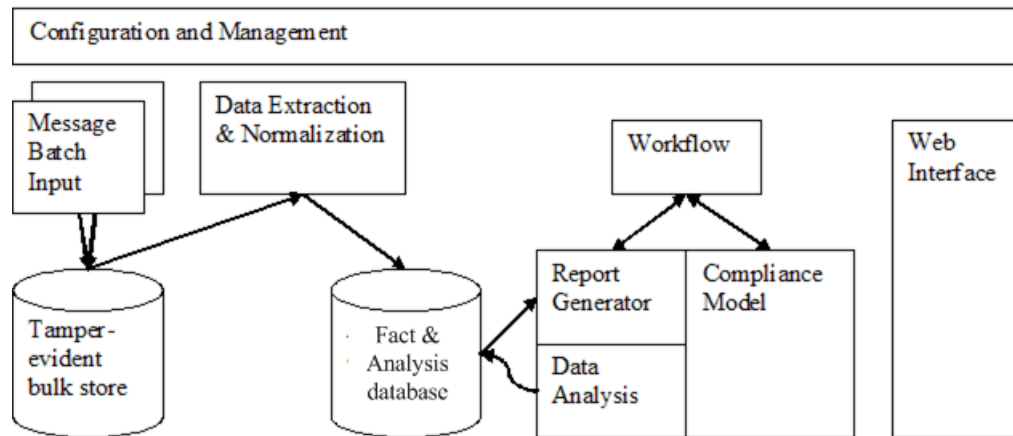 Configuration and Management
Message
Batch
Input
Data Extraction
& Normalization
Workflow
Web
Interface
Report
Generator
Compliance
Model
Tamper-
evident
bulk store
Fact &
Analysis
database
Data
Analysis